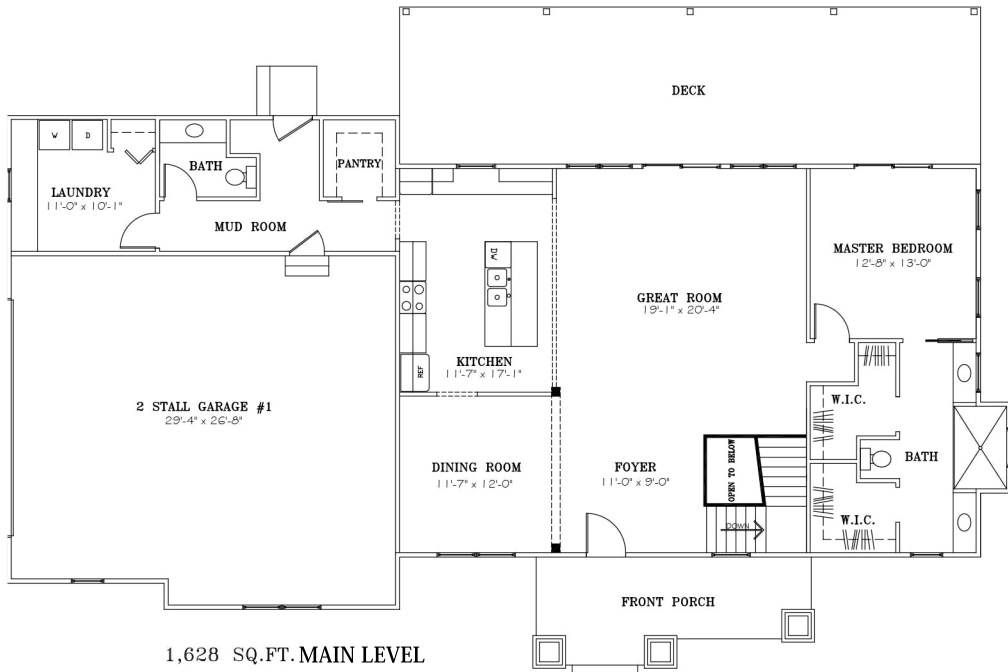 DECK
W D
BATH
PANTRY
LAUNDRY
11'-0" x 10'-1"
MUD ROOM
DW
MASTER BEDROOM
12'-8" x 13'-0"
GREAT ROOM
19'-1" x 20'-4"
KITCHEN
11'-7" x 17'-1"
REF
2 STALL GARAGE #1
29'-4" x 26'-8"
W.I.C.
BATH
DINING ROOM
11'-7" x 12'-0"
FOYER
11'-0" x 9'-0"
OPEN TO BELOW
W.I.C.
DOWN
FRONT PORCH
1,628 SQ.FT. MAIN LEVEL